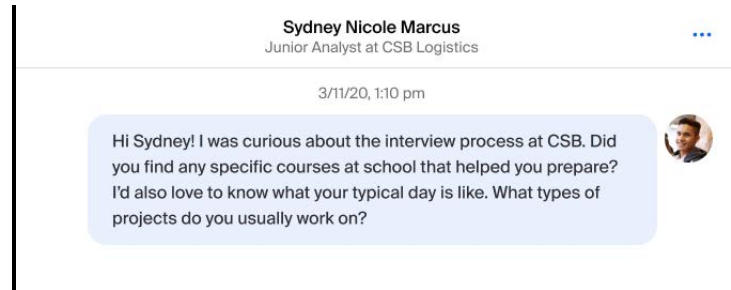 Sydney Nicole Marcus
Junior Analyst at CSB Logistics
3/11/20, 1:10 pm
Hi Sydney! I was curious about the interview process at CSB. Did
you find any specific courses at school that helped you prepare?
I'd also love to know what your typical day is like. What types of
projects do you usually work on?